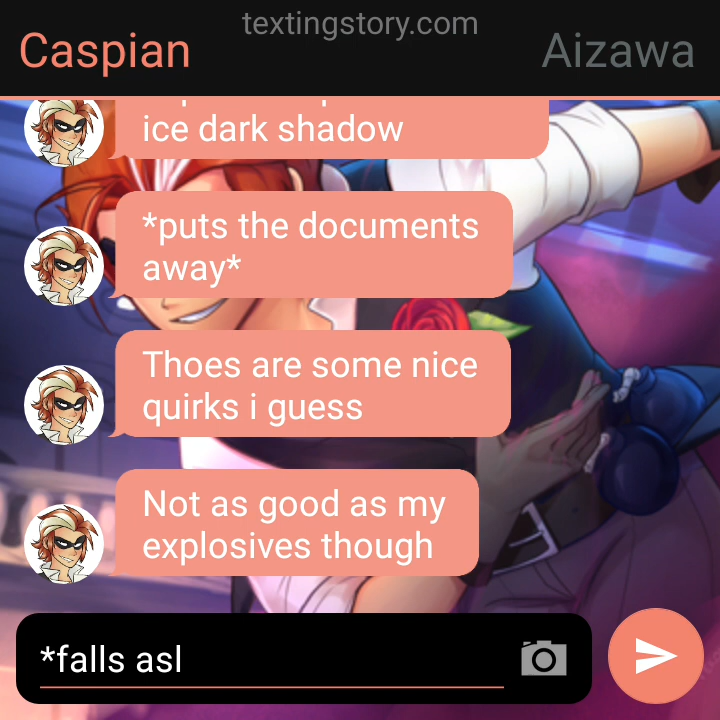 textingstory.com
Caspian
Aizawa
ice dark shadow
*puts the documents
away*
Thoes are some nice
quirks i guess
Not as good as my
explosives though
*falls asl